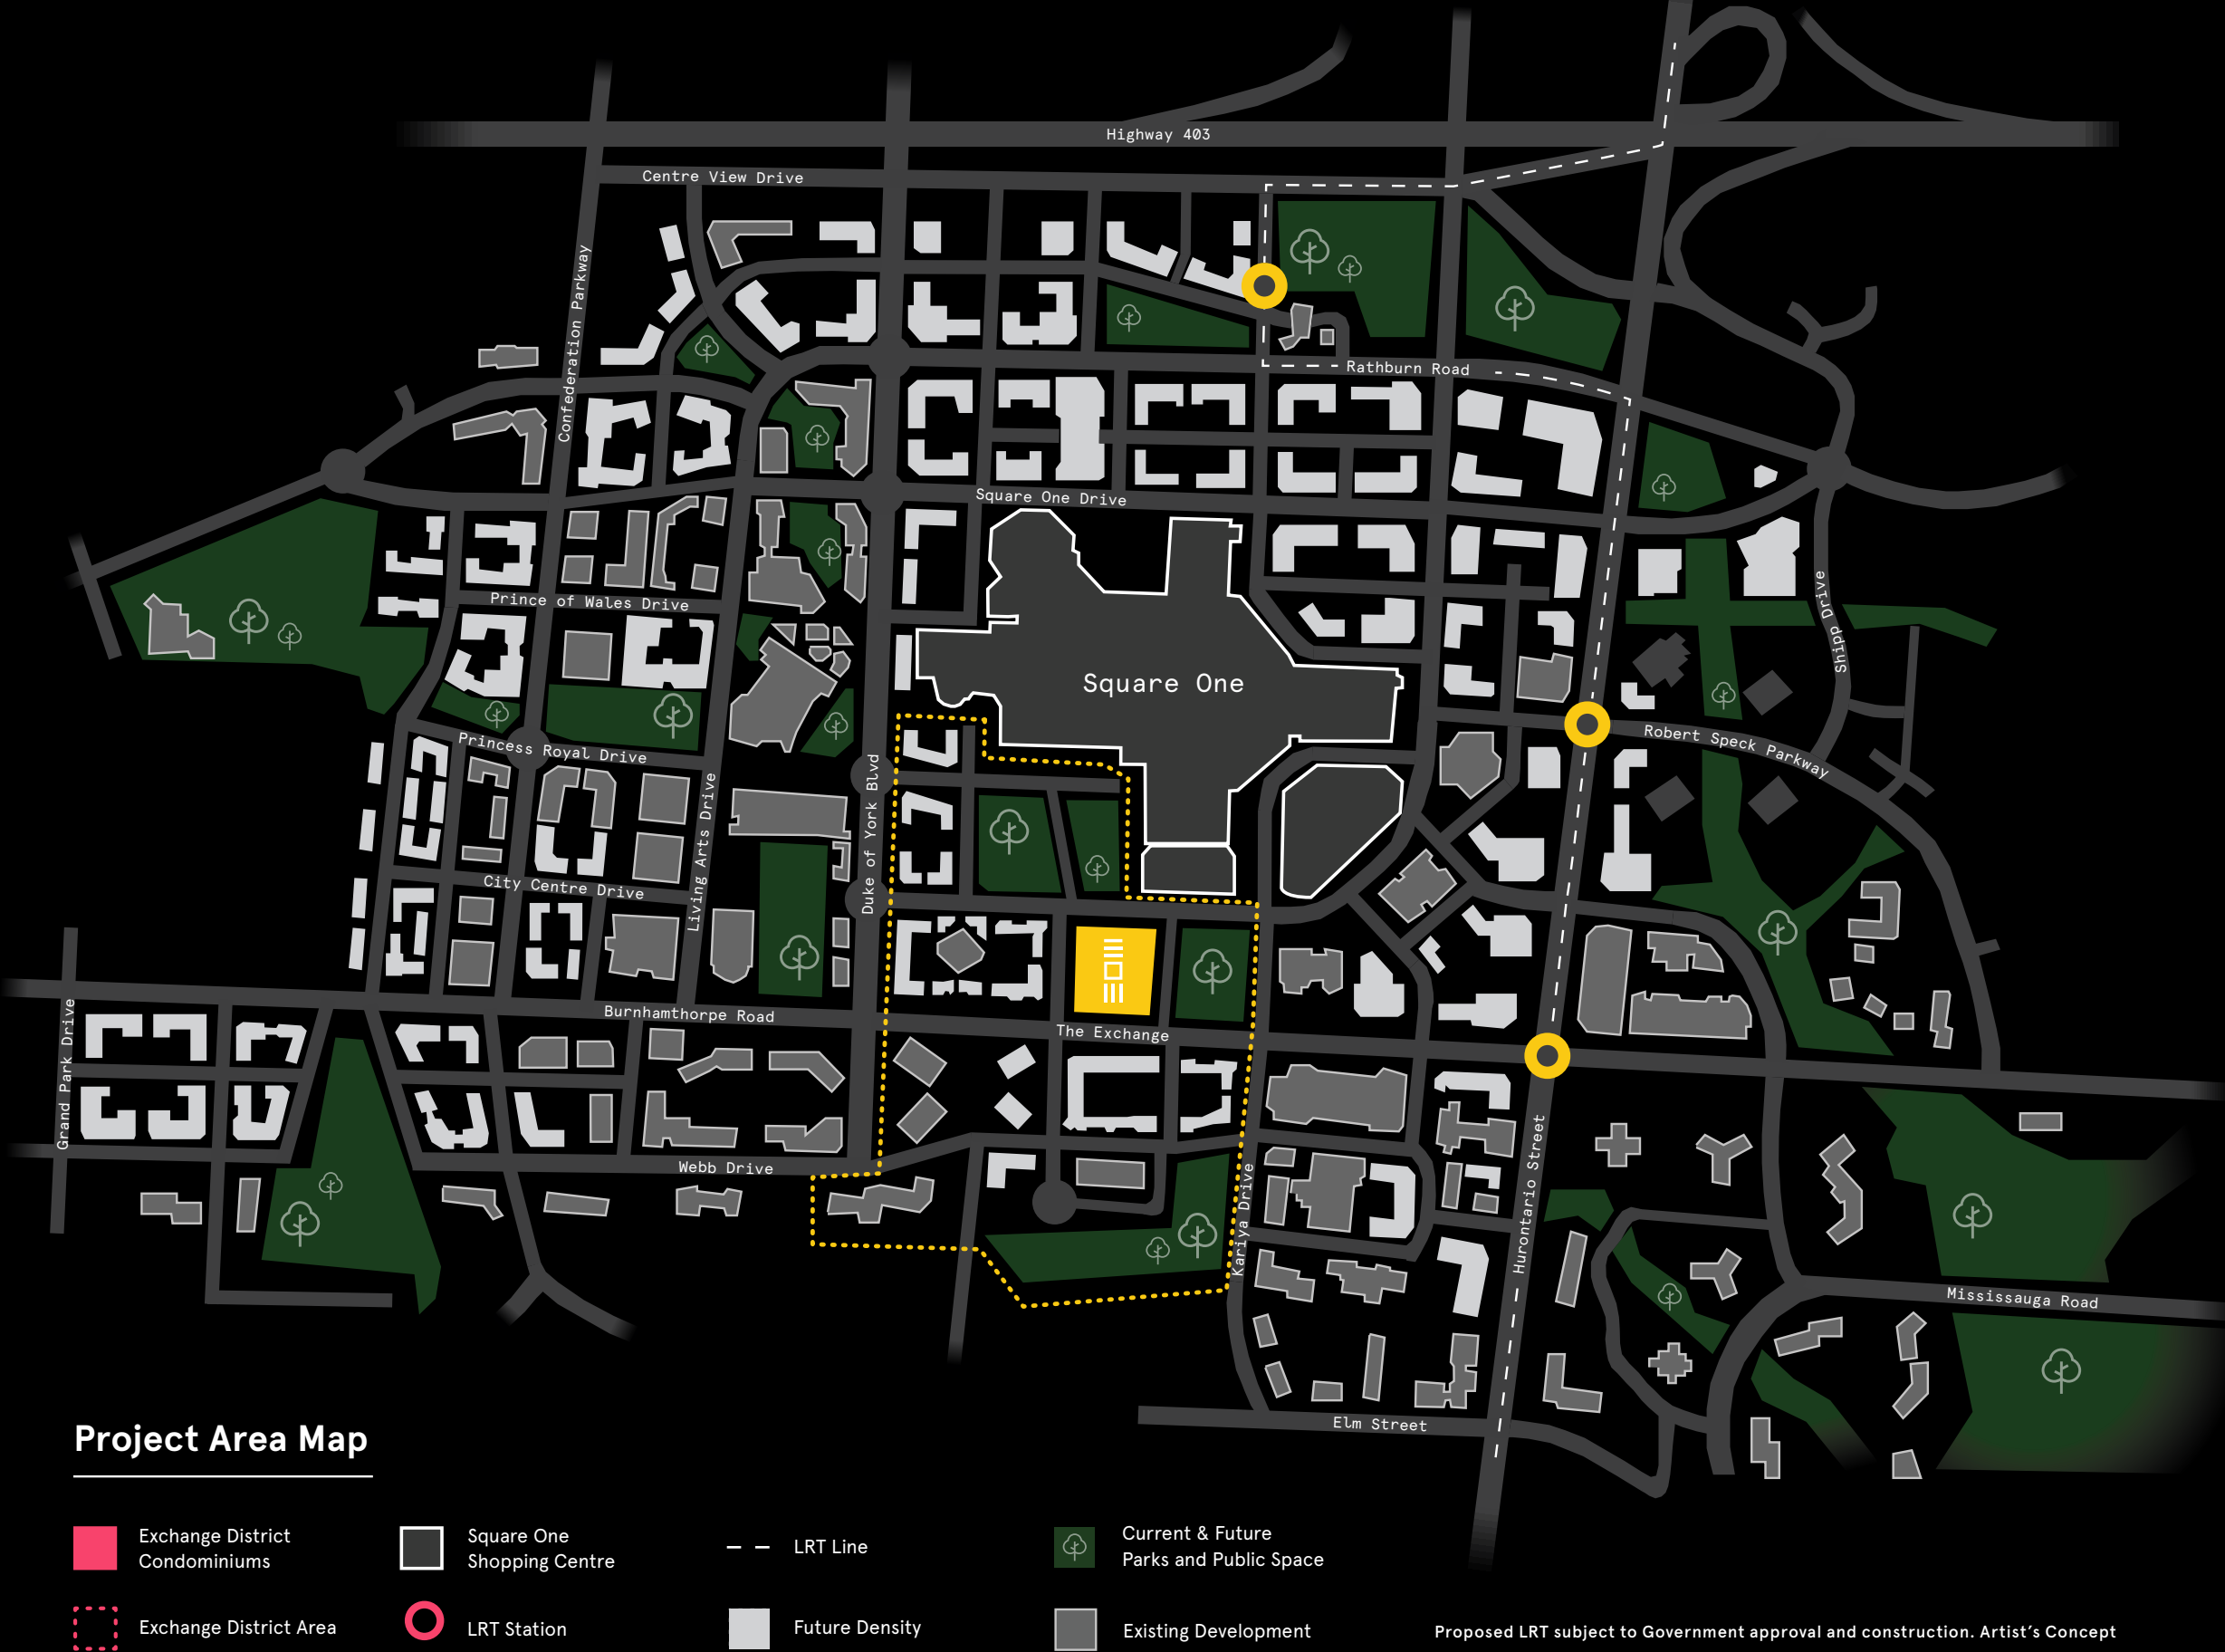 Highway 403
Centre View Drive
Confederation Parkway
Rathburn Road
Square One Drive
Prince of Wales Drive
Shipp Drive
Square One
Princess Royal Drive
Robert Speck Parkway
Living Arts Drive
Duke of York Blvd
City Centre Drive
Grand Park Drive
Burnhamthorpe Road
The Exchange
Webb Drive
Kariya Drive
Hurontario Street
Mississauga Road
Elm Street
Project Area Map
Exchange District
Condominiums
Square One
Shopping Centre
LRT Line
Current & Future
Parks and Public Space
Exchange District Area
LRT Station
Future Density
Existing Development
Proposed LRT subject to Government approval and construction. Artist's Concept